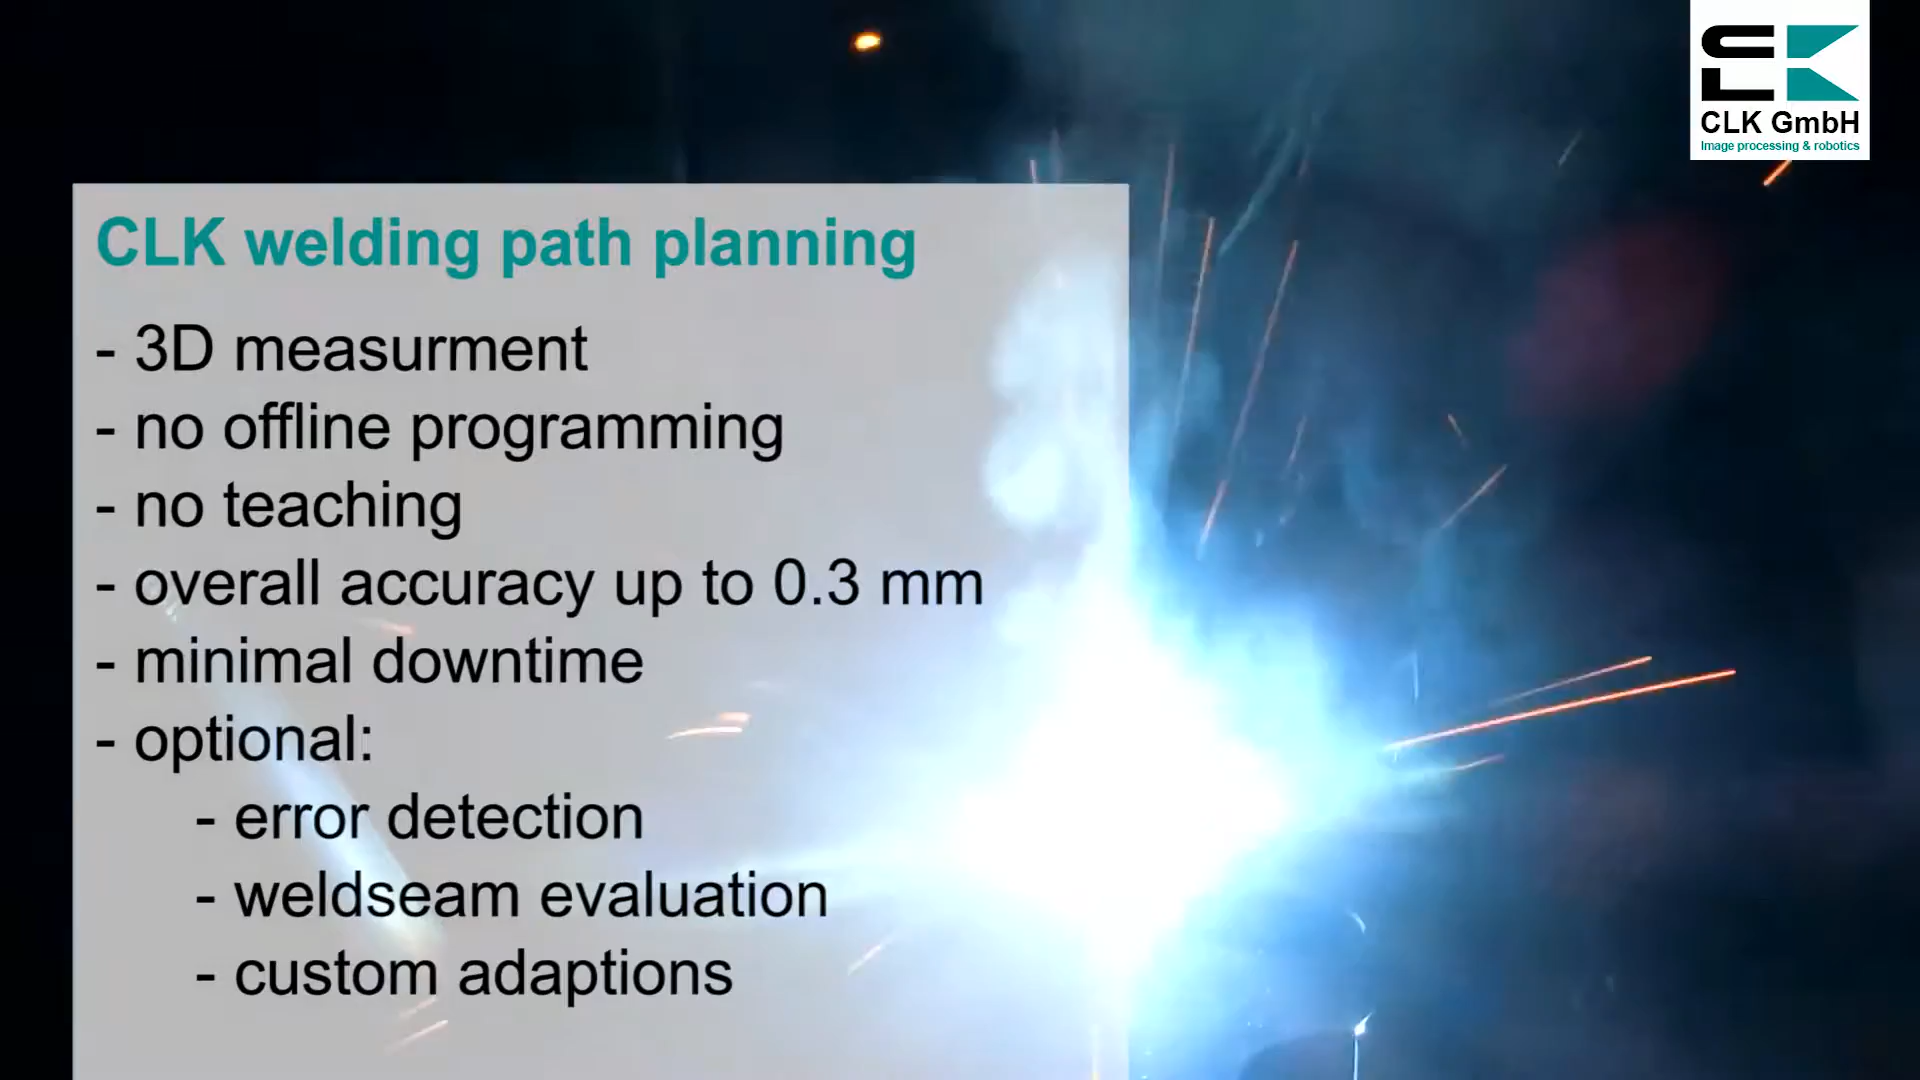 CLK GmbH
Image processing & robotics
CLK welding path planning
- 3D measurment
- no offline programming
- no teaching
- overall accuracy up to 0.3 mm
- minimal downtime
- optional:
- error detection
- weldseam evaluation
- custom adaptions